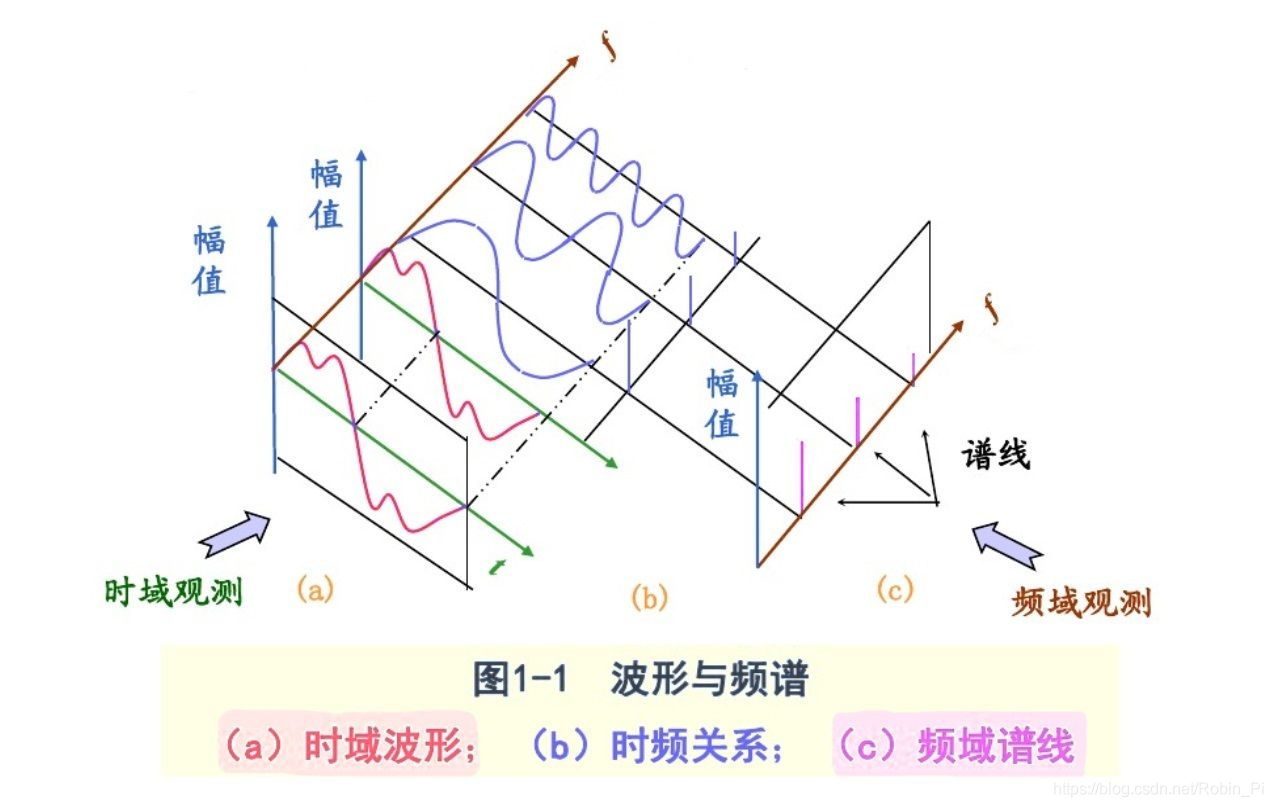 f
幅值
幅值
f
幅值
谱线
t
时域观测
(a)
(b)
(c)
频域观测
图1-1 波形与频谱
（a）时域波形； （b）时频关系； （c）频域谱线
https://blog.csdn.net/Robin_Pi